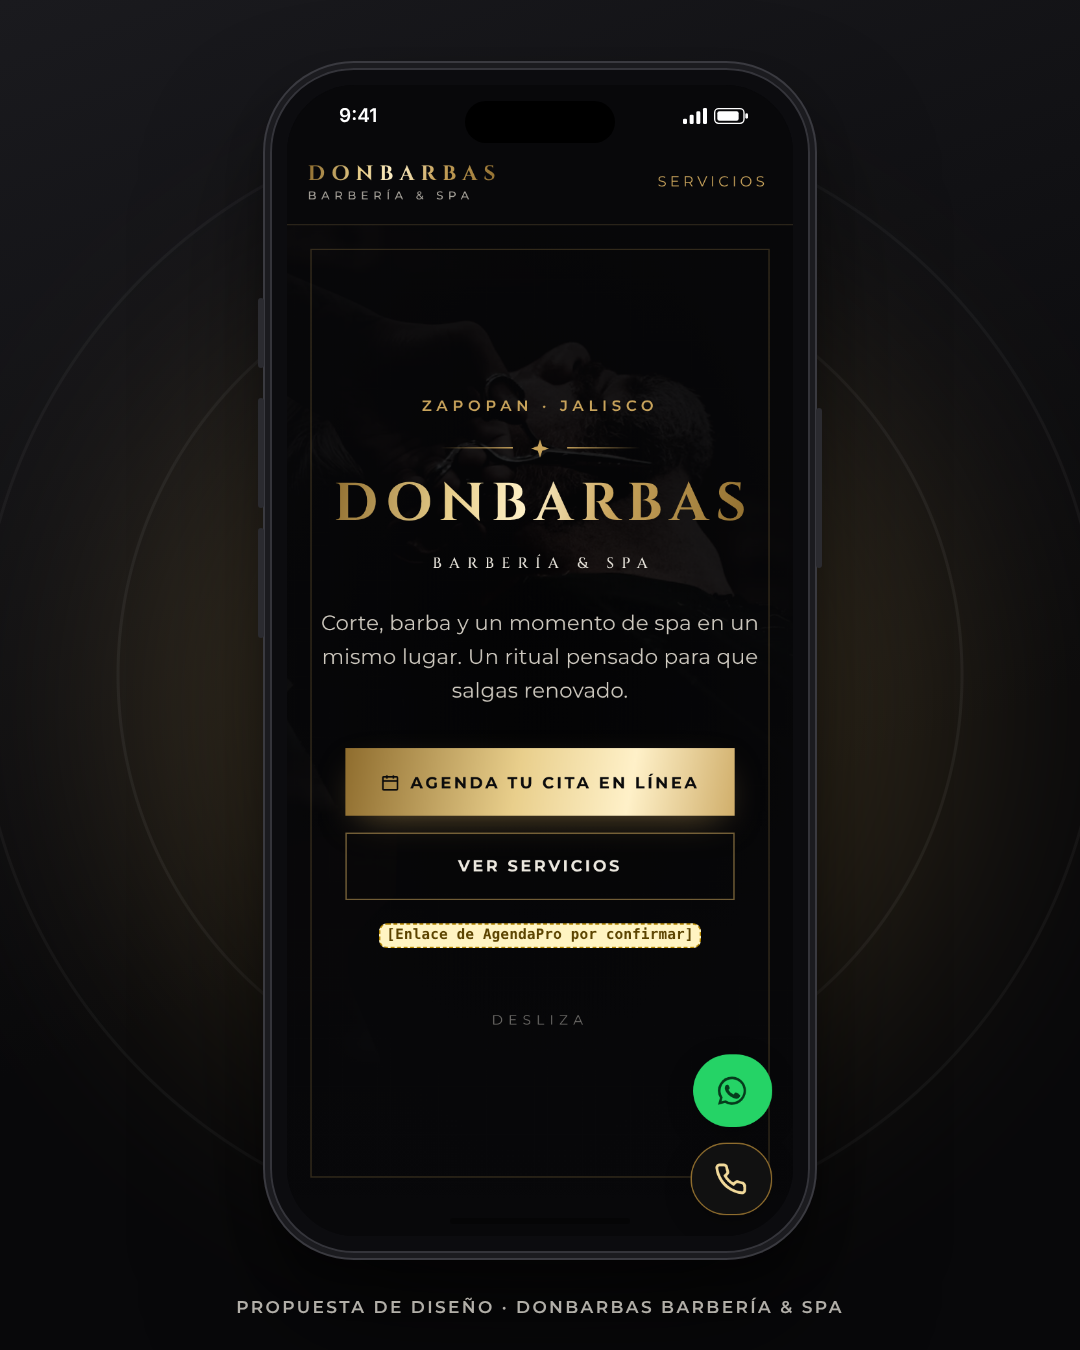 9:41
DONBARBAS
BARBERÍA & SPA
SERVICIOS
ZAPOPAN · JALISCO
DONBARBAS
BARBERÍA & SPA
Corte, barba y un momento de spa en un
mismo lugar. Un ritual pensado para que
salgas renovado.
AGENDA TU CITA EN LÍNEA
VER SERVICIOS
[Enlace de AgendaPro por confirmar]
DESLIZA
PROPUESTA DE DISEÑO · DONBARBAS BARBERÍA & SPA